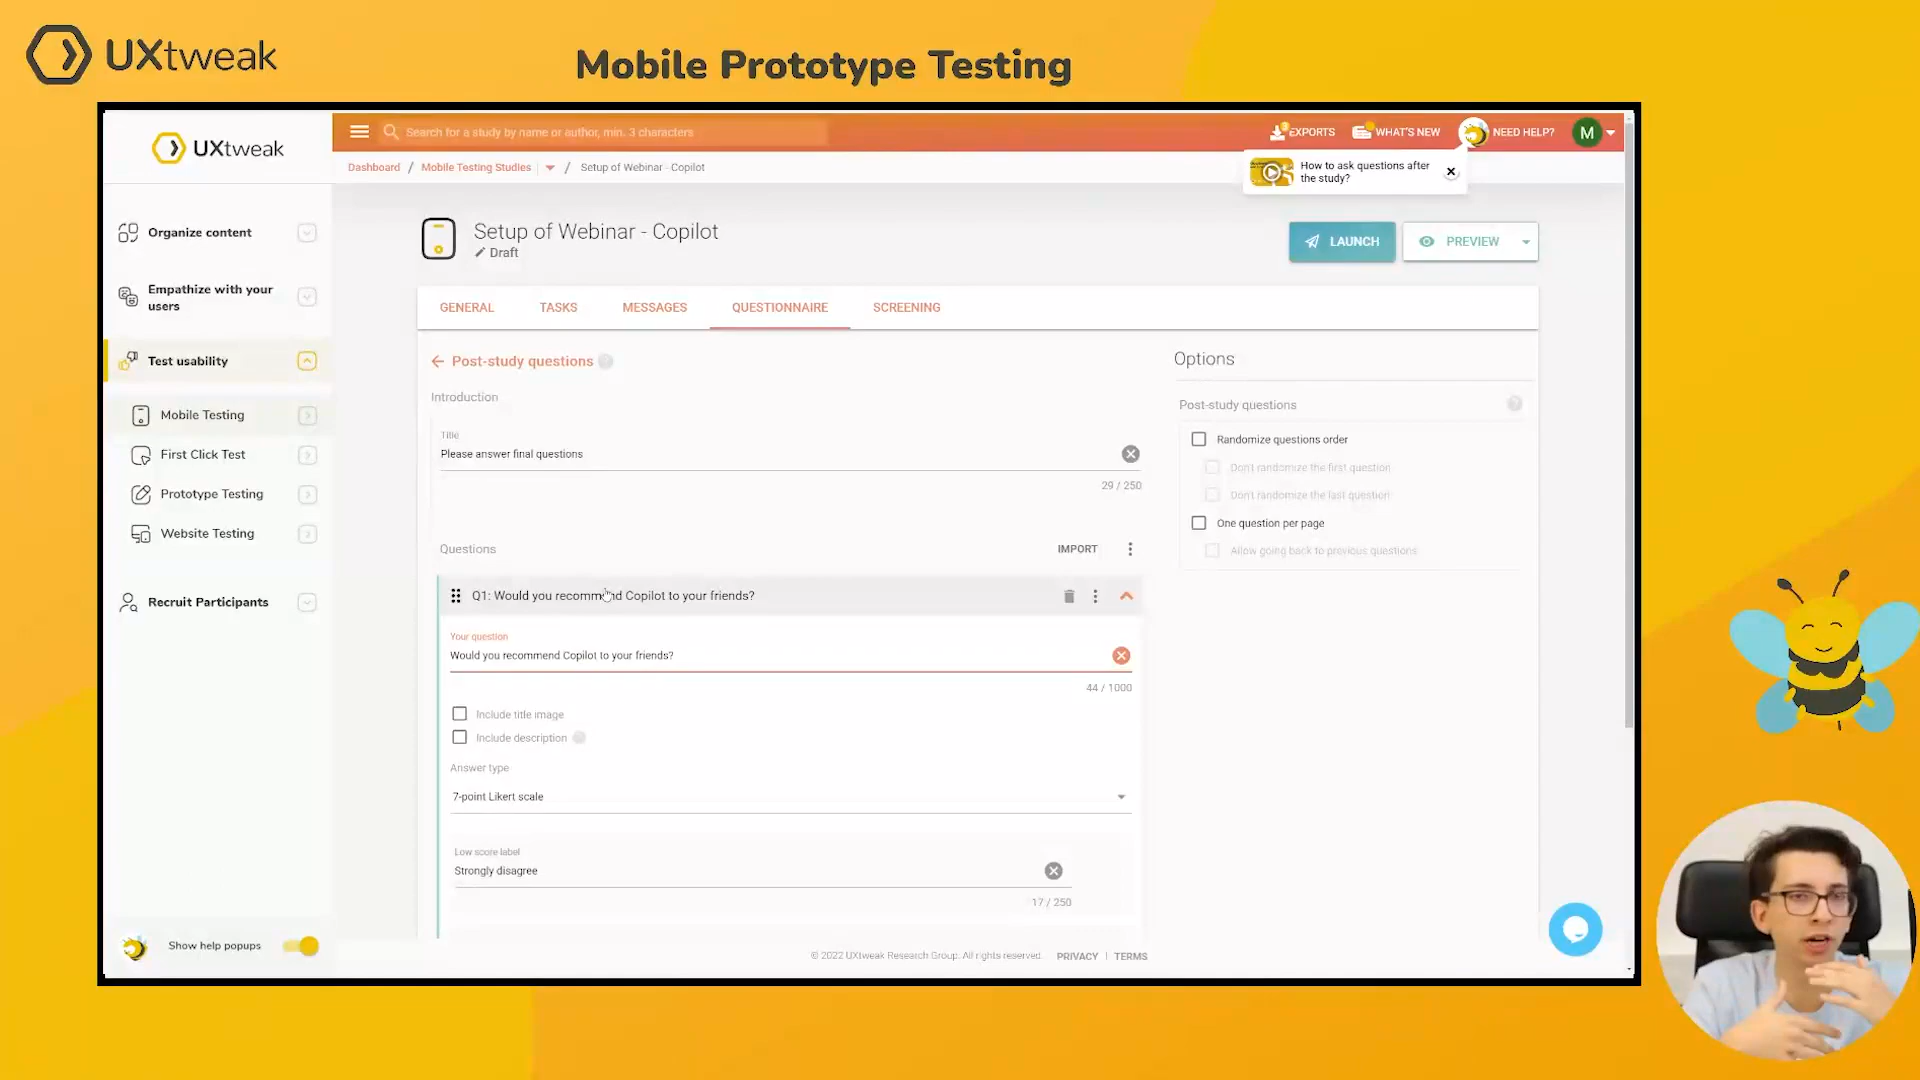 UXtweak
Mobile Prototype Testing
UXtweak
Search for a study by name or author, min. 3 characters
EXPORTS
WHAT'S NEW
NEED HELP?
M
Dashboard / Mobile Testing Studies / Setup of Webinar - Copilot
How to ask questions after
the study?
Organize content
Empathize with your
users
Test usability
Mobile Testing
First Click Test
Prototype Testing
Website Testing
Recruit Participants
Show help popups
Setup of Webinar - Copilot
Draft
LAUNCH
PREVIEW
GENERAL
TASKS
MESSAGES
QUESTIONNAIRE
SCREENING
Post-study questions
Introduction
Title
Please answer final questions
29 / 250
Questions
IMPORT
Q1: Would you recommend Copilot to your friends?
Your question
Would you recommend Copilot to your friends?
44 / 1000
Include title image
Include description
Answer type
7-point Likert scale
Low score label
Strongly disagree
17 / 250
Options
Post-study questions
Randomize questions order
Don't randomize the first question
Don't randomize the last question
One question per page
Allow going back to previous questions
© 2022 UXtweak Research Group. All rights reserved. PRIVACY | TERMS